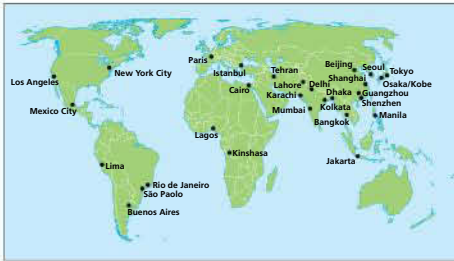 Los Angeles
Mexico City
New York City
Lima
Rio de Janeiro
São Paolo
Buenos Aires
Paris
Istanbul
Cairo
Lagos
Kinshasa
Tehran
Lahore
Karachi
Delhi
Mumbai
Dhaka
Kolkata
Bangkok
Beijing
Seoul
Shanghai
Tokyo
Osaka/Kobe
Guangzhou
Shenzhen
Manila
Jakarta